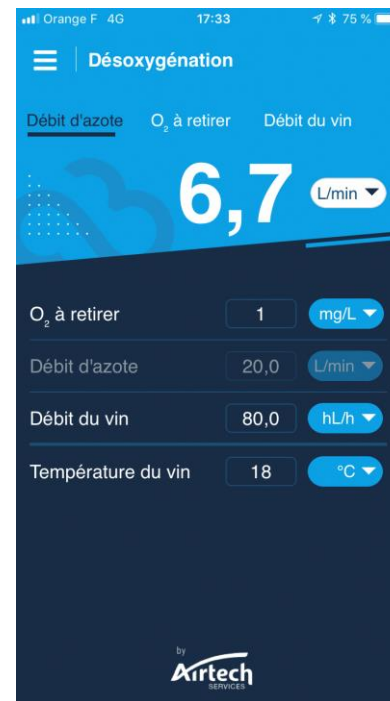 Orange F 4G 17:33 75 %
Désoxygénation
Débit d'azote O₂ à retirer Débit du vin
6,7 L/min
O₂ à retirer 1 mg/L
Débit d'azote 20,0 L/min
Débit du vin 80,0 hL/h
Température du vin 18 °C
by
Airtech
SERVICES